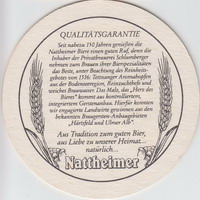 QUALITÄTSGARANTIE
Seit nahezu 150 Jahren genießen die
Nattheimer Biere einen guten Ruf, denn die
Inhaber der Privatbrauerei Schlumberger
nehmen zum Brauen ihrer Bierspezialitäten
das Beste, unter Beachtung des Reinheits-
gebotes von 1516: Tettnanger Aromahopfen
aus der Bodenseeregion, Reinzuchthefe und
weiches Brauwasser. Das Malz, das „Herz des
Bieres" kommt aus kontrolliertem,
integriertem Gerstenanbau. Hierfür konnten
wir engagierte Landwirte gewinnen aus den
bekannten Braugersten-Anbaugebieten
„Härtsfeld und Ulmer Alb".
Aus Tradition zum guten Bier,
aus Liebe zu unserer Heimat...
natürlich...
Nattheimer